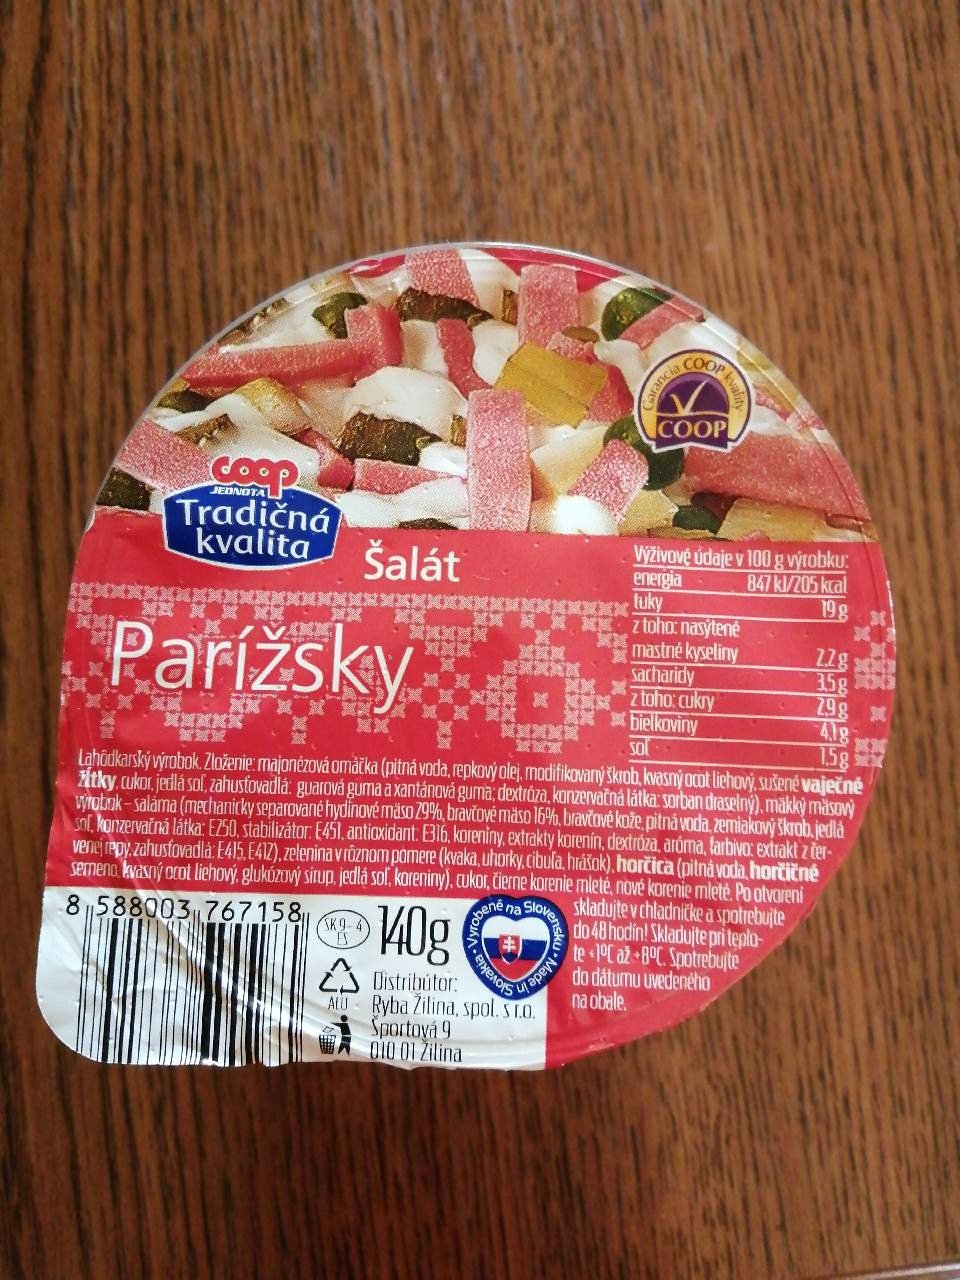 Garancia COOP kvality
COOP
coop
JEDNOTA
Tradičná
kvalita
Šalát
Parížsky
Výživové údaje v 100 g výrobku:
energia 847 kJ/205 kcal
tuky 19 g
z toho: nasýtené
mastné kyseliny 2,2 g
sacharidy 3,5 g
z toho: cukry 2,9 g
bielkoviny 4,1 g
soľ 1,5 g
Lahôdkarský výrobok. Zloženie: majonézová omáčka (pitná voda, repkový olej, modifikovaný škrob, kvasný ocot liehový, sušené vaječné
žĺtky, cukor, jedlá soľ, zahusťovadlá: guarová guma a xantánová guma; dextróza, konzervačná látka: sorban draselný), mäkký mäsový
výrobok – saláma (mechanicky separované hydinové mäso 29%, bravčové mäso 16%, bravčové kože, pitná voda, zemiakový škrob, jedlá
soľ, konzervačná látka: E250, stabilizátor: E451, antioxidant: E316, koreniny, extrakty korenín, dextróza, aróma, farbivo: extrakt z čer-
venej repy, zahusťovadlá: E415, E412), zelenina v rôznom pomere (kvaka, uhorky, cibuľa, hrášok), horčica (pitná voda, horčičné
semeno, kvasný ocot liehový, glukózový sirup, jedlá soľ, koreniny), cukor, čierne korenie mleté, nové korenie mleté. Po otvorení
skladujte v chladničke a spotrebujte
do 48 hodín! Skladujte pri teplo-
te +1ºC až +8ºC. Spotrebujte
do dátumu uvedeného
na obale.
8 588003 767158
SK 9-4
ES
140g
Vyrobené na Slovensku • Made in Slovakia •
ALU
Distribútor:
Ryba Žilina, spol. s r.o.
Športová 9
010 01 Žilina